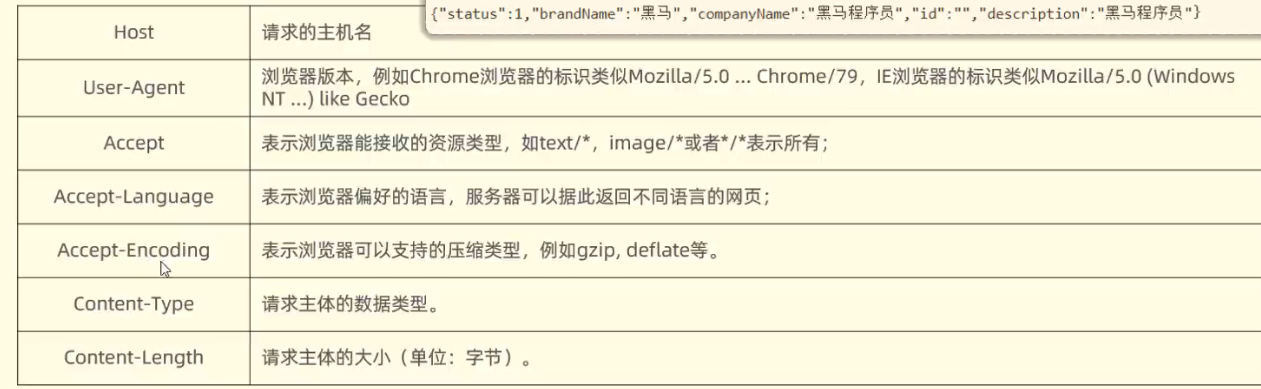 {"status":1,"brandName":"黑马","companyName":"黑马程序员","id":"","description":"黑马程序员"}
Host 请求的主机名
User-Agent 浏览器版本，例如Chrome浏览器的标识类似Mozilla/5.0 ... Chrome/79，IE浏览器的标识类似Mozilla/5.0 (Windows
NT ...) like Gecko
Accept 表示浏览器能接收的资源类型，如text/*，image/*或者*/*表示所有；
Accept-Language 表示浏览器偏好的语言，服务器可以据此返回不同语言的网页；
Accept-Encoding 表示浏览器可以支持的压缩类型，例如gzip, deflate等。
Content-Type 请求主体的数据类型。
Content-Length 请求主体的大小（单位：字节）。